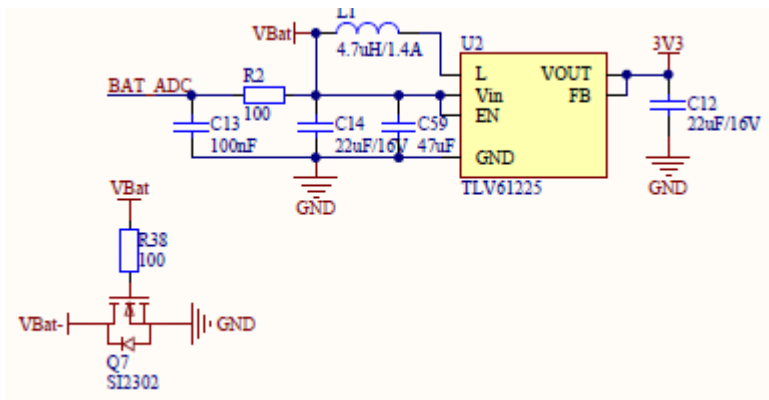 L1
VBat
4.7uH/1.4A
U2
3V3
BAT_ADC
R2
100
L
VOUT
Vin
FB
EN
C13
100nF
C14
22uF/16V
C59
47uF
C12
22uF/16V
GND
TLV61225
GND
GND
VBat
R38
100
VBat-
GND
Q7
SI2302